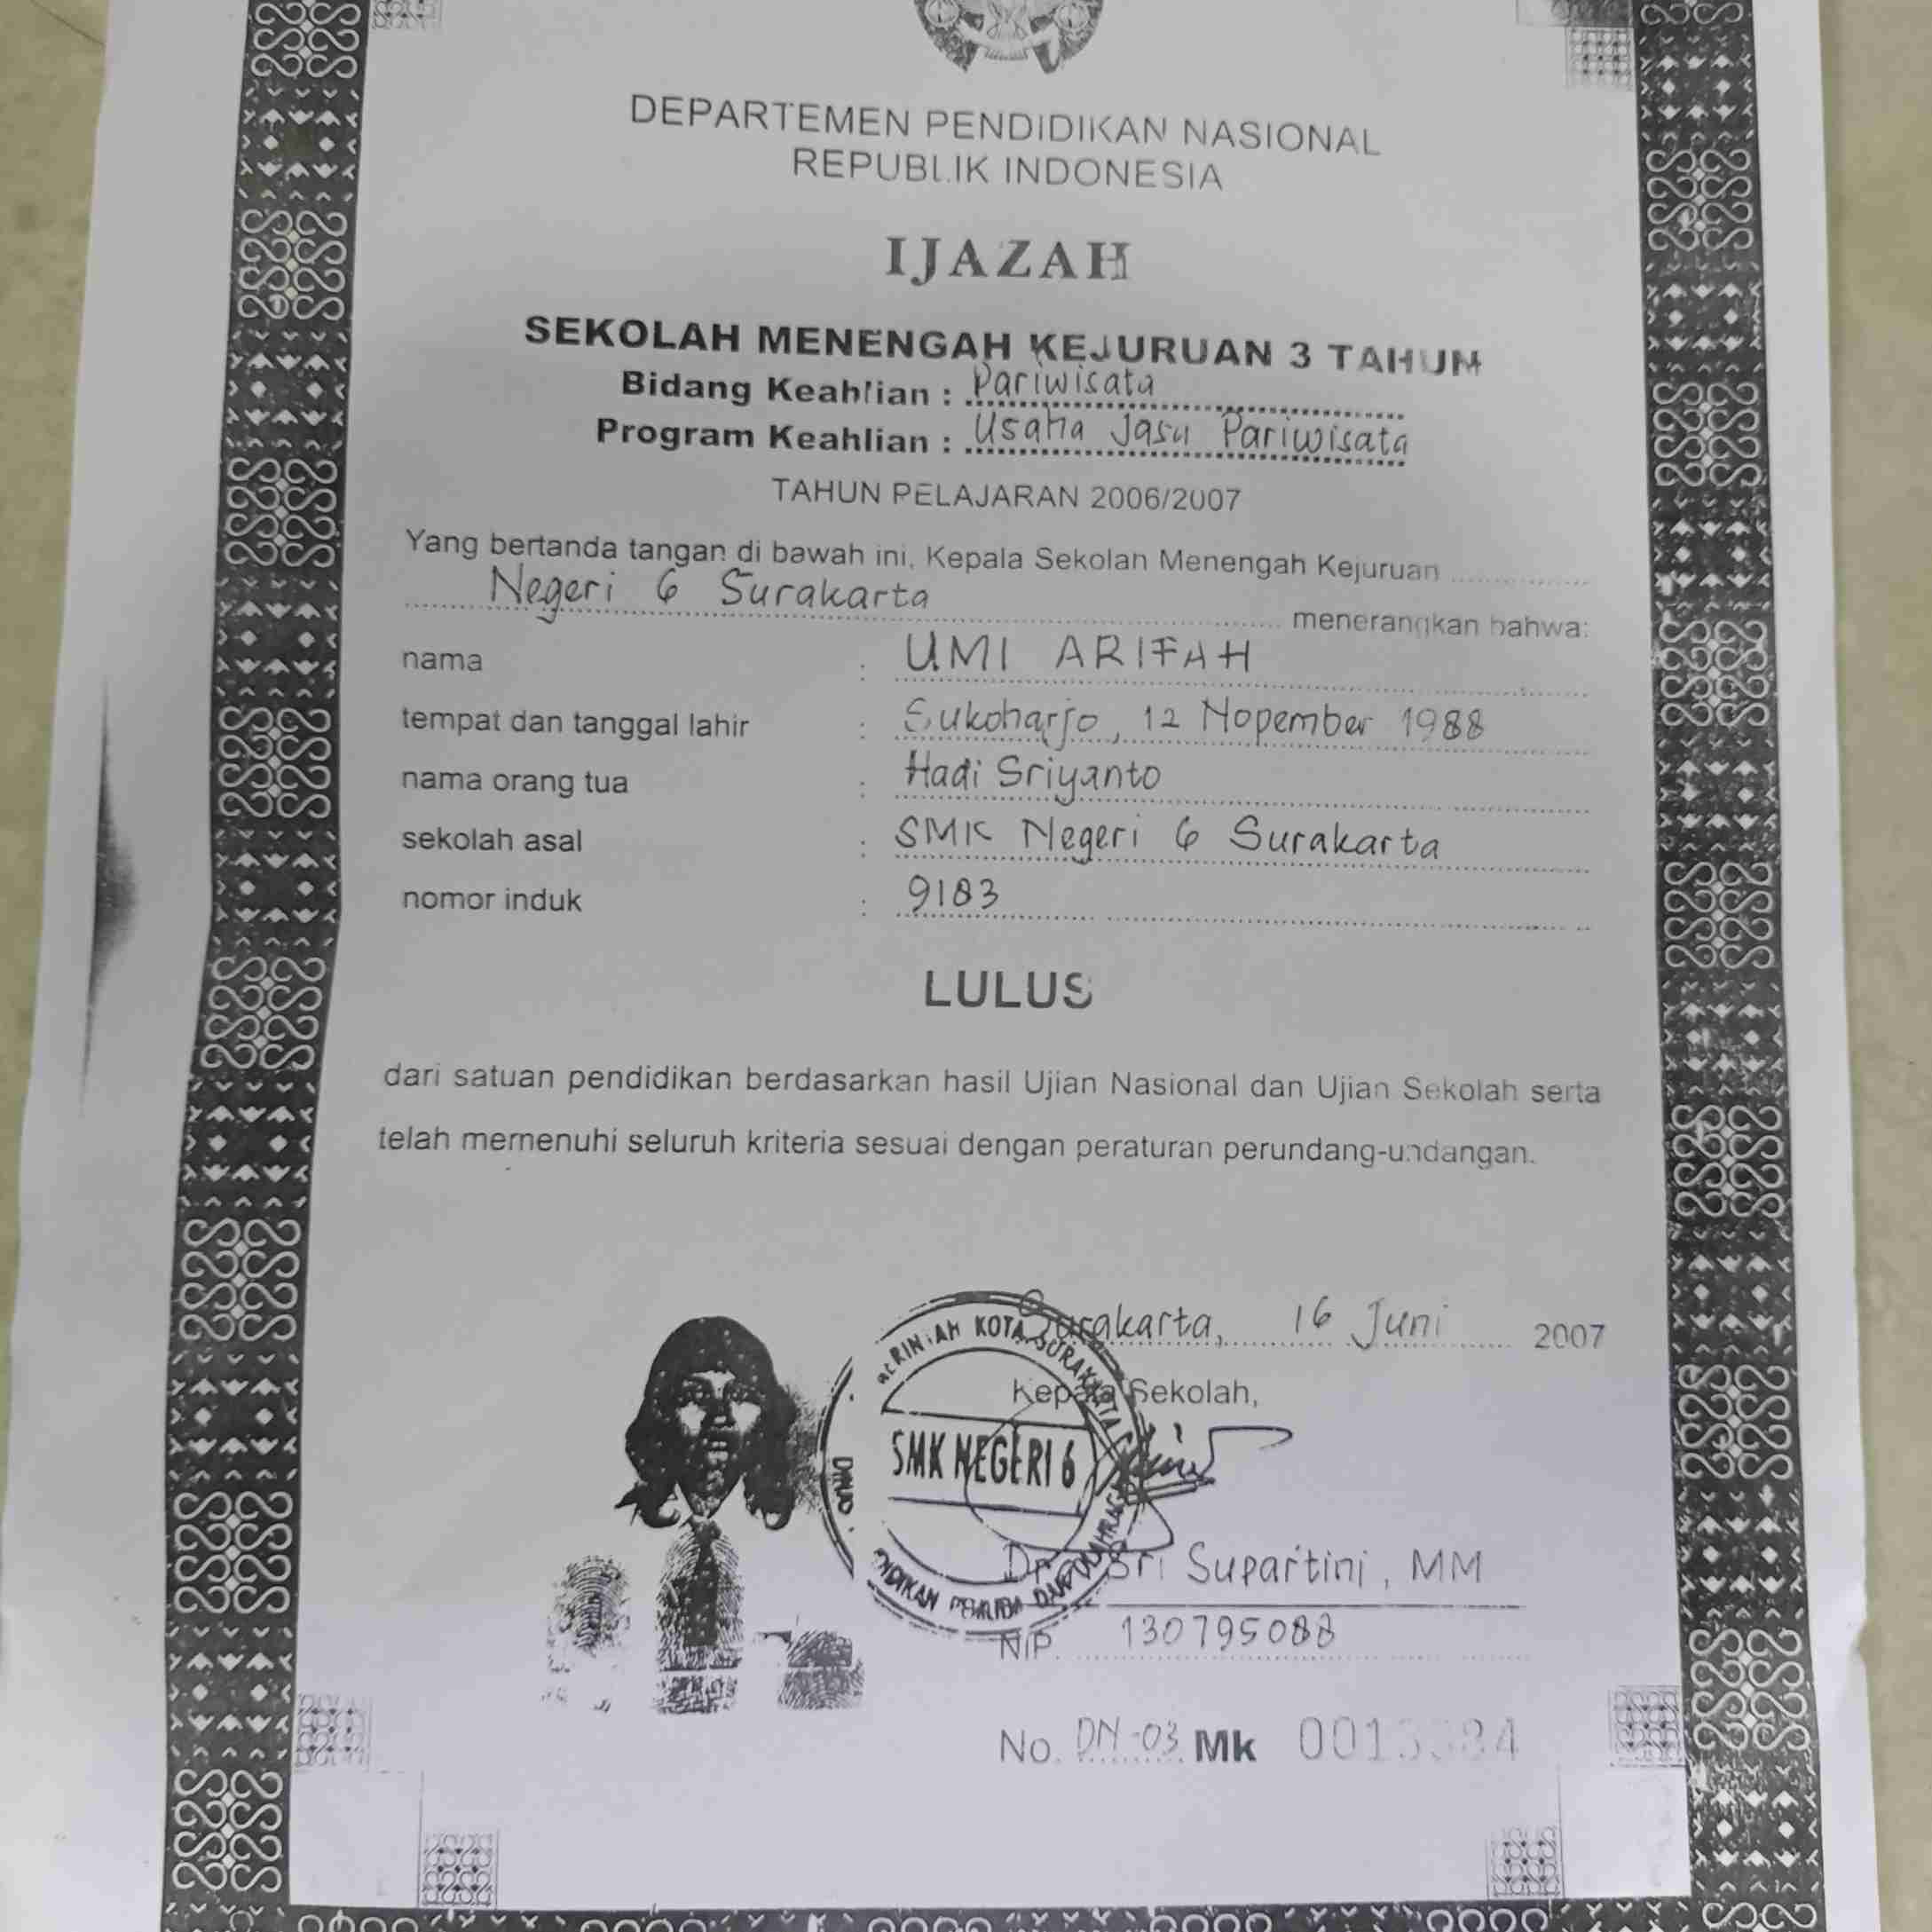 DEPARTEMEN PENDIDIKAN NASIONAL
REPUBLIK INDONESIA
IJAZAH
SEKOLAH MENENGAH KEJURUAN 3 TAHUN
Bidang Keahlian : Pariwisata
Program Keahlian : Usaha Jasa Pariwisata
TAHUN PELAJARAN 2006/2007
Yang bertanda tangan di bawah ini, Kepala Sekolah Menengah Kejuruan
Negeri 6 Surakarta menerangkan bahwa:
nama : UMI ARIFAH
tempat dan tanggal lahir : Sukoharjo, 12 Nopember 1988
nama orang tua : Hadi Sriyanto
sekolah asal : SMK Negeri 6 Surakarta
nomor induk : 9183
LULUS
dari satuan pendidikan berdasarkan hasil Ujian Nasional dan Ujian Sekolah serta
telah memenuhi seluruh kriteria sesuai dengan peraturan perundang-undangan.
Surakarta, 16 Juni 2007
Kepala Sekolah,
KOTA SURAKARTA
SMK NEGERI 6
Sri Supartini, MM
NIP. 130795088
No. DN-03 Mk